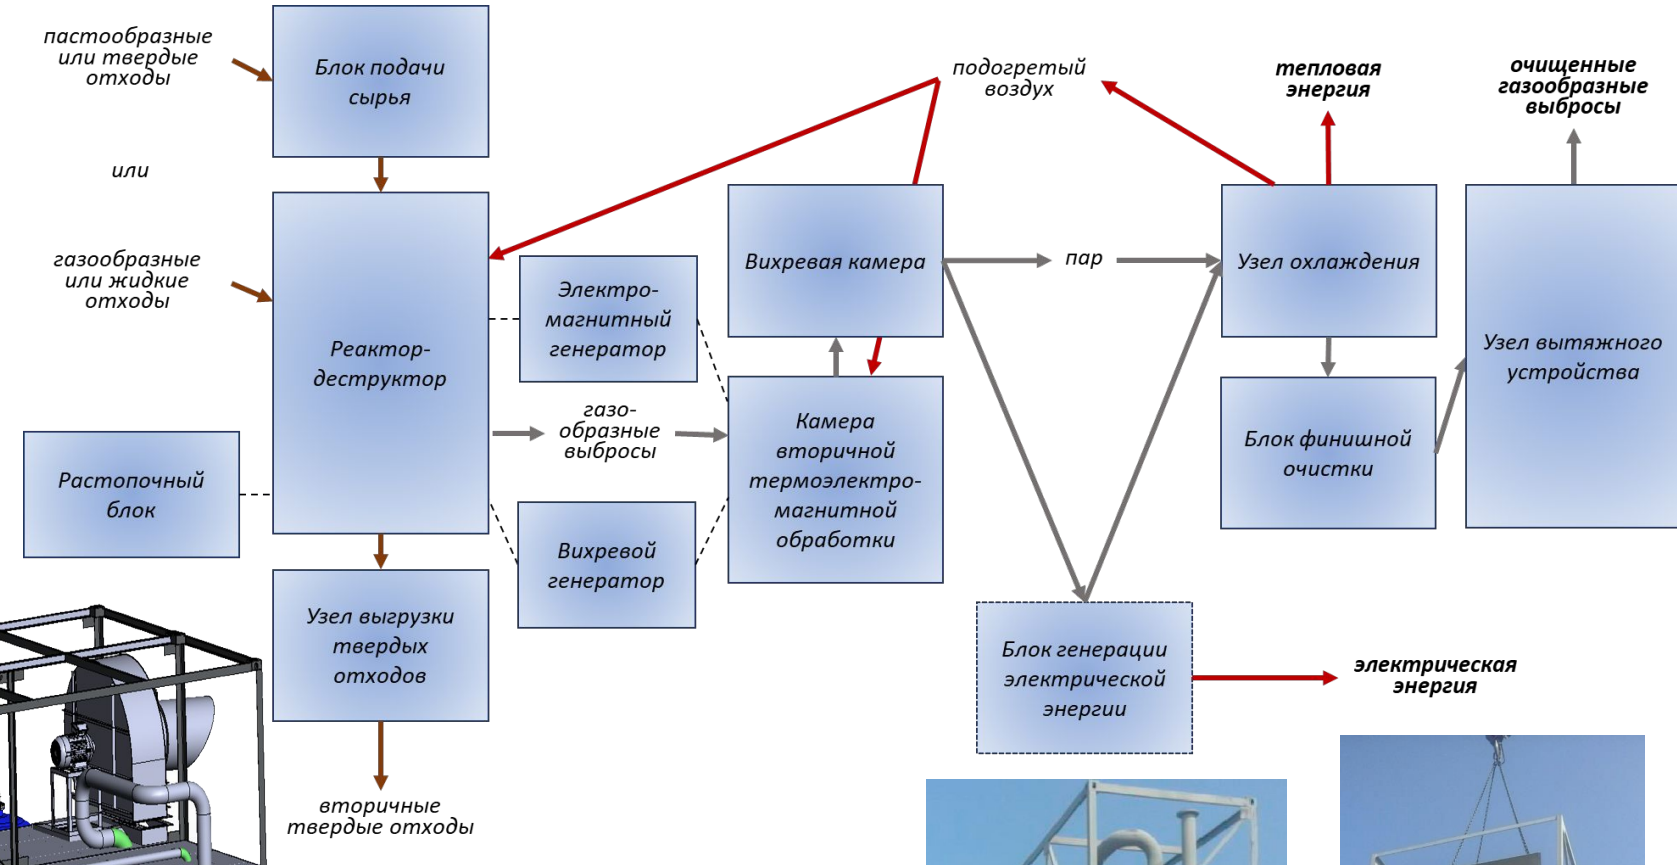 пастообразные
или твердые
отходы
Блок подачи
сырья
или
газообразные
или жидкие
отходы
Реактор-
деструктор
Растопочный
блок
Узел выгрузки
твердых
отходов
вторичные
твердые отходы
Электро-
магнитный
генератор
газо-
образные
выбросы
Вихревой
генератор
подогретый
воздух
Вихревая камера
Камера
вторичной
термоэлектро-
магнитной
обработки
пар
Блок генерации
электрической
энергии
электрическая
энергия
тепловая
энергия
Узел охлаждения
Блок финишной
очистки
очищенные
газообразные
выбросы
Узел вытяжного
устройства